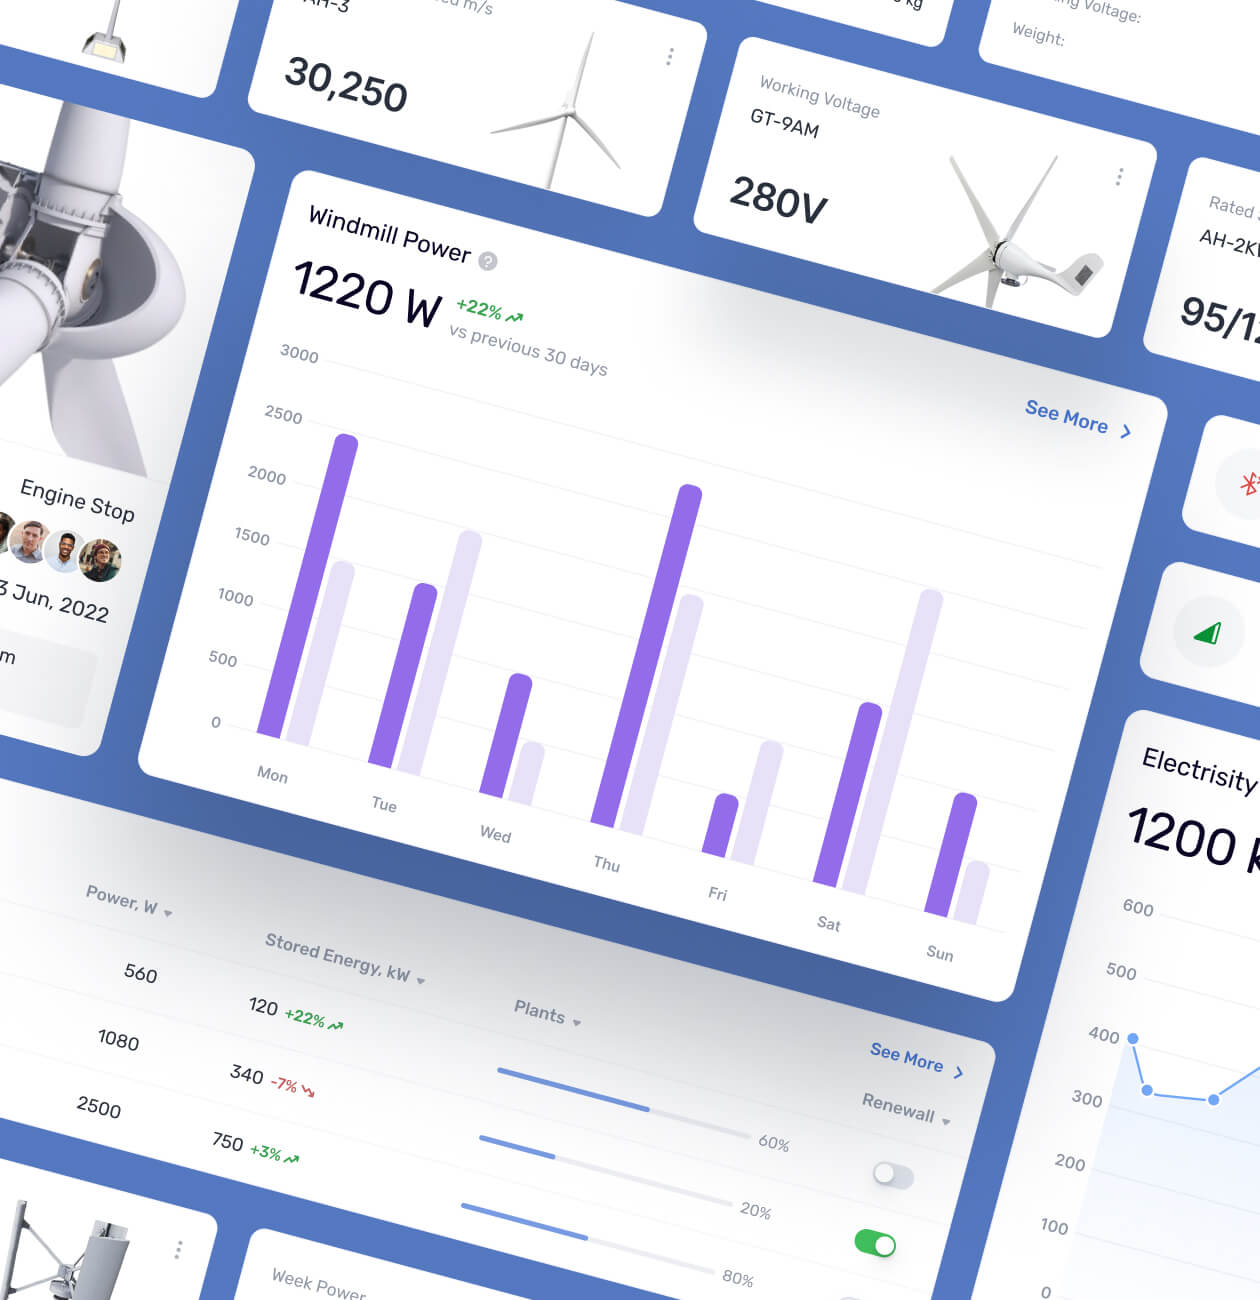 AH-3
m/s
30,250
kg
Voltage:
Weight:
Working Voltage
GT-9AM
280V
Rated
95/12
Windmill Power ?
1220 W
+22%
vs previous 30 days
See More
3000
2500
2000
1500
1000
500
0
Mon
Tue
Wed
Thu
Fri
Sat
Sun
Engine Stop
3 Jun, 2022
m
Electrisity
1200
600
500
400
300
200
100
0
See More
Power, W
Stored Energy, kW
Plants
Renewall
560
120 +22%
60%
1080
340 -7%
20%
2500
750 +3%
80%
Week Power